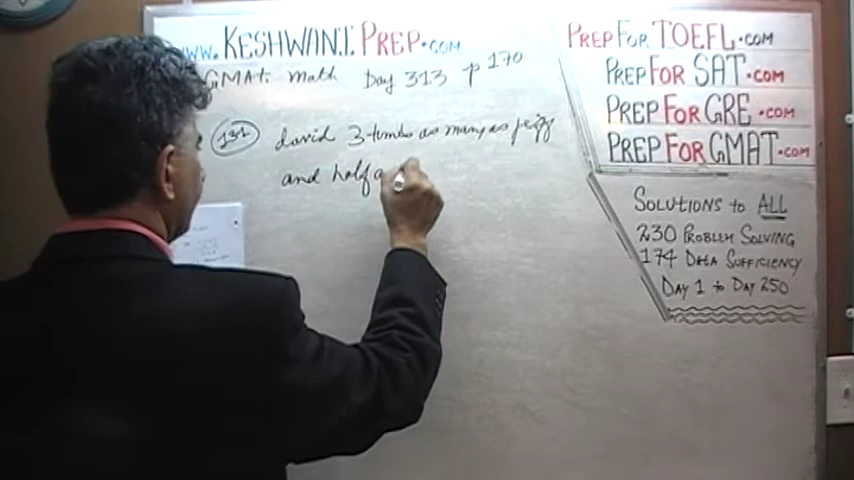 www.KESHWANI PREP.COM
GMAT. math Day 313 - p 170
131.
david 3-times as many as peggy
and half a
PREP FOR TOEFL.COM
PREP FOR SAT.COM
PREP FOR GRE.COM
PREP FOR GMAT.COM
SOLUTIONS to ALL
230 PROBLEM SOLVING
174 DATA SUFFICIENCY
DAY 1 to DAY 250